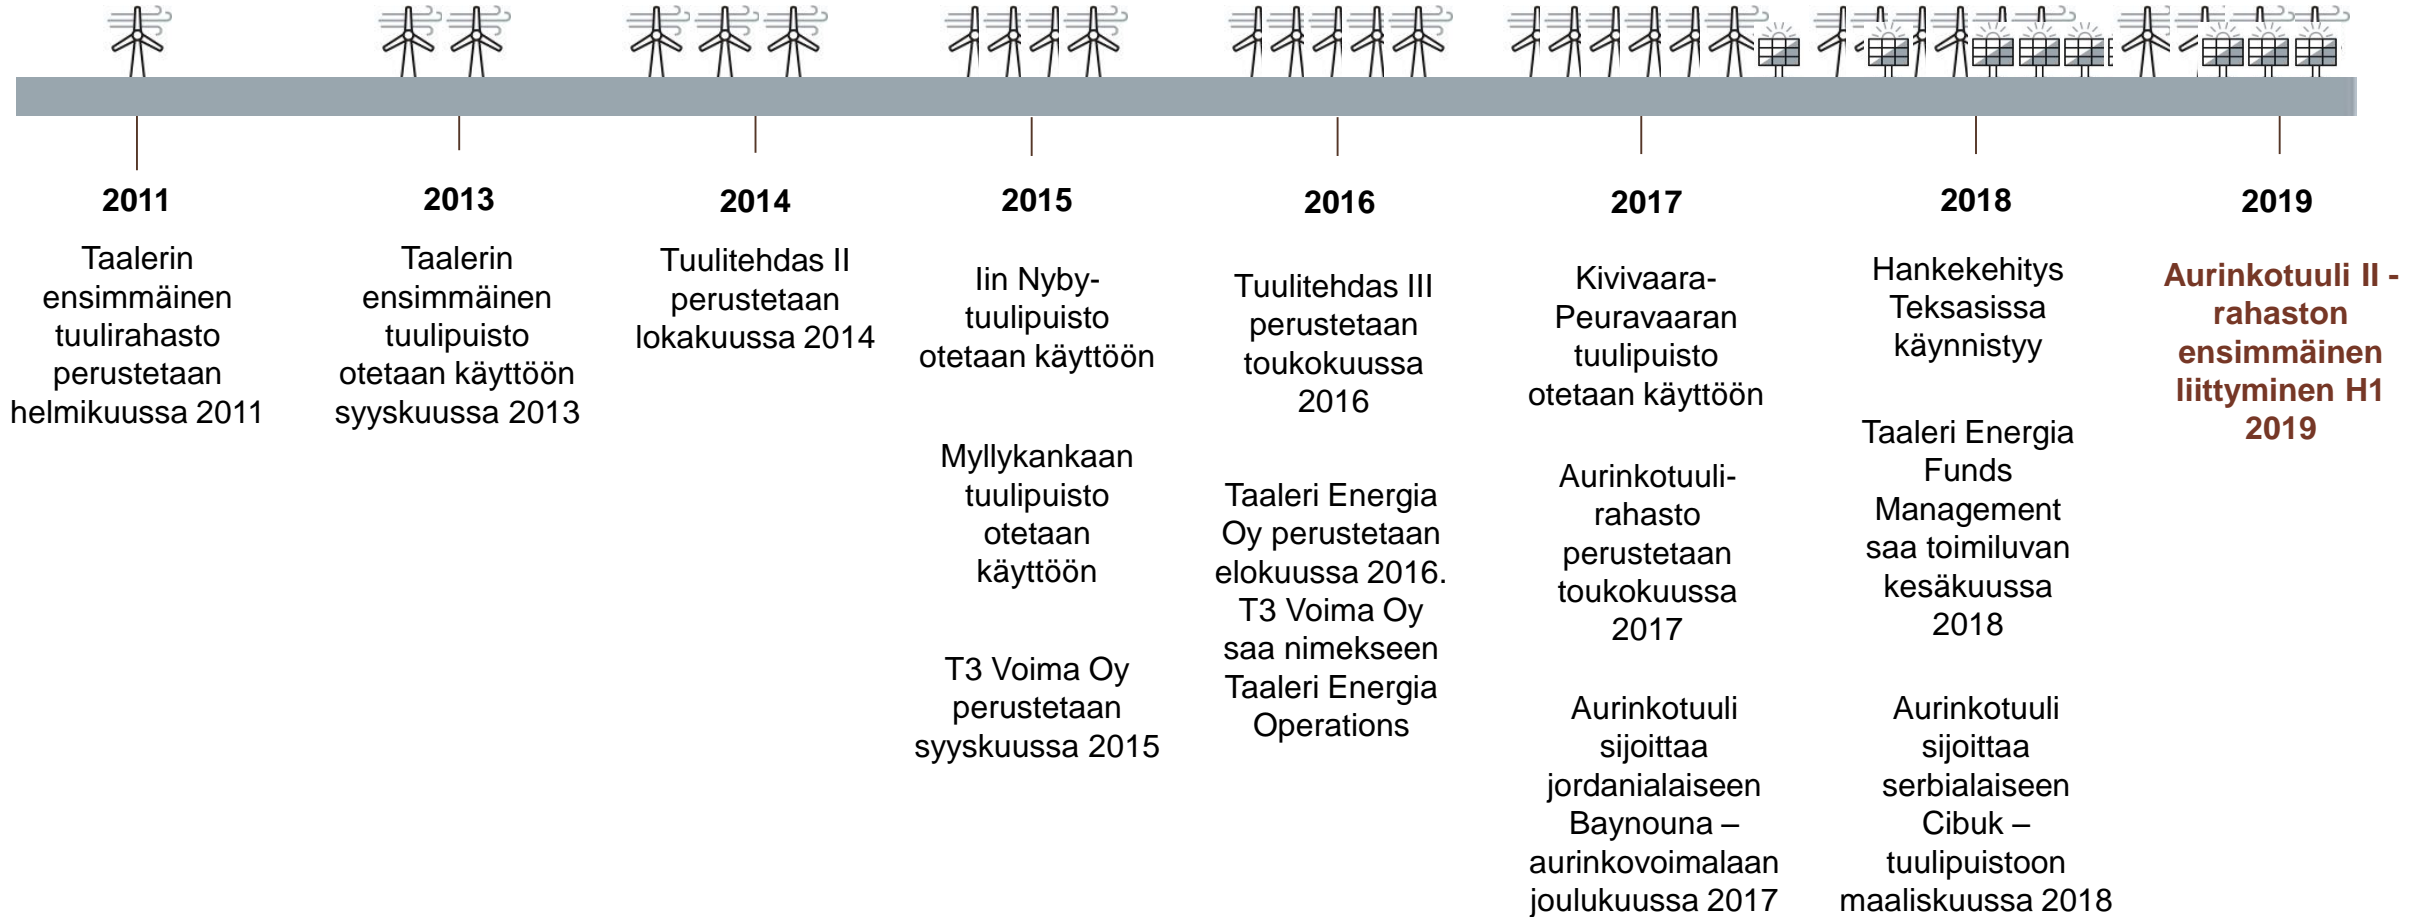 2011
Taalerin
ensimmäinen
tuulirahasto
perustetaan
helmikuussa 2011
2013
Taalerin
ensimmäinen
tuulipuisto
otetaan käyttöön
syyskuussa 2013
2014
Tuulitehdas II
perustetaan
lokakuussa 2014
2015
Iin Nyby-
tuulipuisto
otetaan käyttöön
Myllykankaan
tuulipuisto
otetaan
käyttöön
T3 Voima Oy
perustetaan
syyskuussa 2015
2016
Tuulitehdas III
perustetaan
toukokuussa
2016
Taaleri Energia
Oy perustetaan
elokuussa 2016.
T3 Voima Oy
saa nimekseen
Taaleri Energia
Operations
2017
Kivivaara-
Peuravaaran
tuulipuisto
otetaan käyttöön
Aurinkotuuli-
rahasto
perustetaan
toukokuussa
2017
Aurinkotuuli
sijoittaa
jordanialaiseen
Baynouna –
aurinkovoimalaan
joulukuussa 2017
2018
Hankekehitys
Teksasissa
käynnistyy
Taaleri Energia
Funds
Management
saa toimiluvan
kesäkuussa
2018
Aurinkotuuli
sijoittaa
serbialaiseen
Cibuk –
tuulipuistoon
maaliskuussa 2018
2019
Aurinkotuuli II -
rahaston
ensimmäinen
liittyminen H1
2019